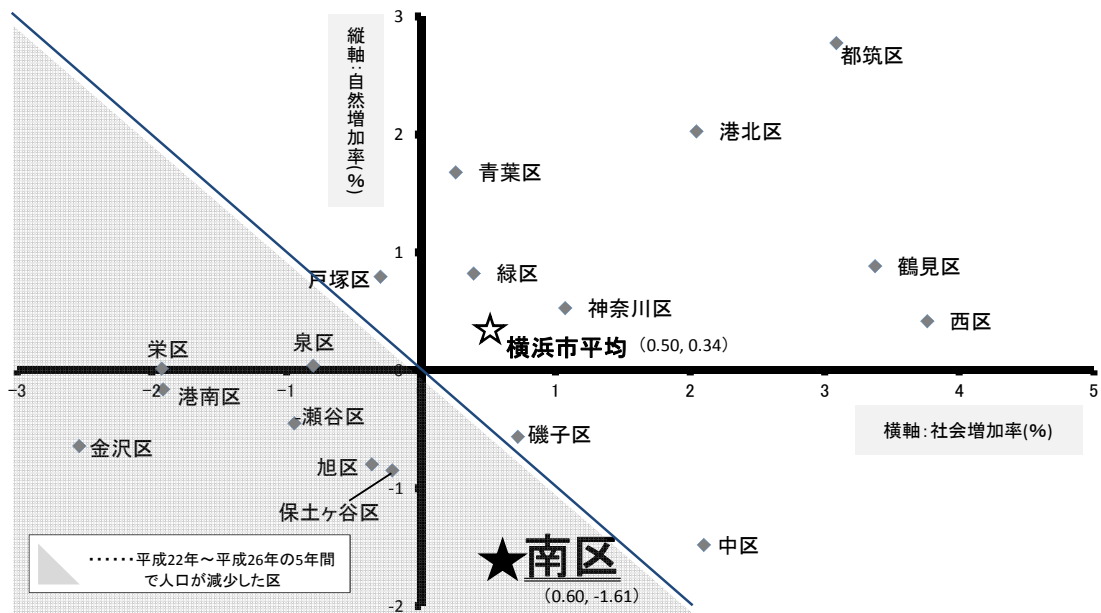 3
縦軸：自然増加率(%)
都筑区
2
港北区
青葉区
1
鶴見区
戸塚区
緑区
神奈川区
西区
横浜市平均 (0.50, 0.34)
栄区
泉区
0
-3
-2
-1
1
2
3
4
5
港南区
瀬谷区
横軸：社会増加率(%)
金沢区
磯子区
旭区
-1
保土ヶ谷区
中区
南区
(0.60, -1.61)
‥‥‥平成22年～平成26年の5年間
で人口が減少した区
-2